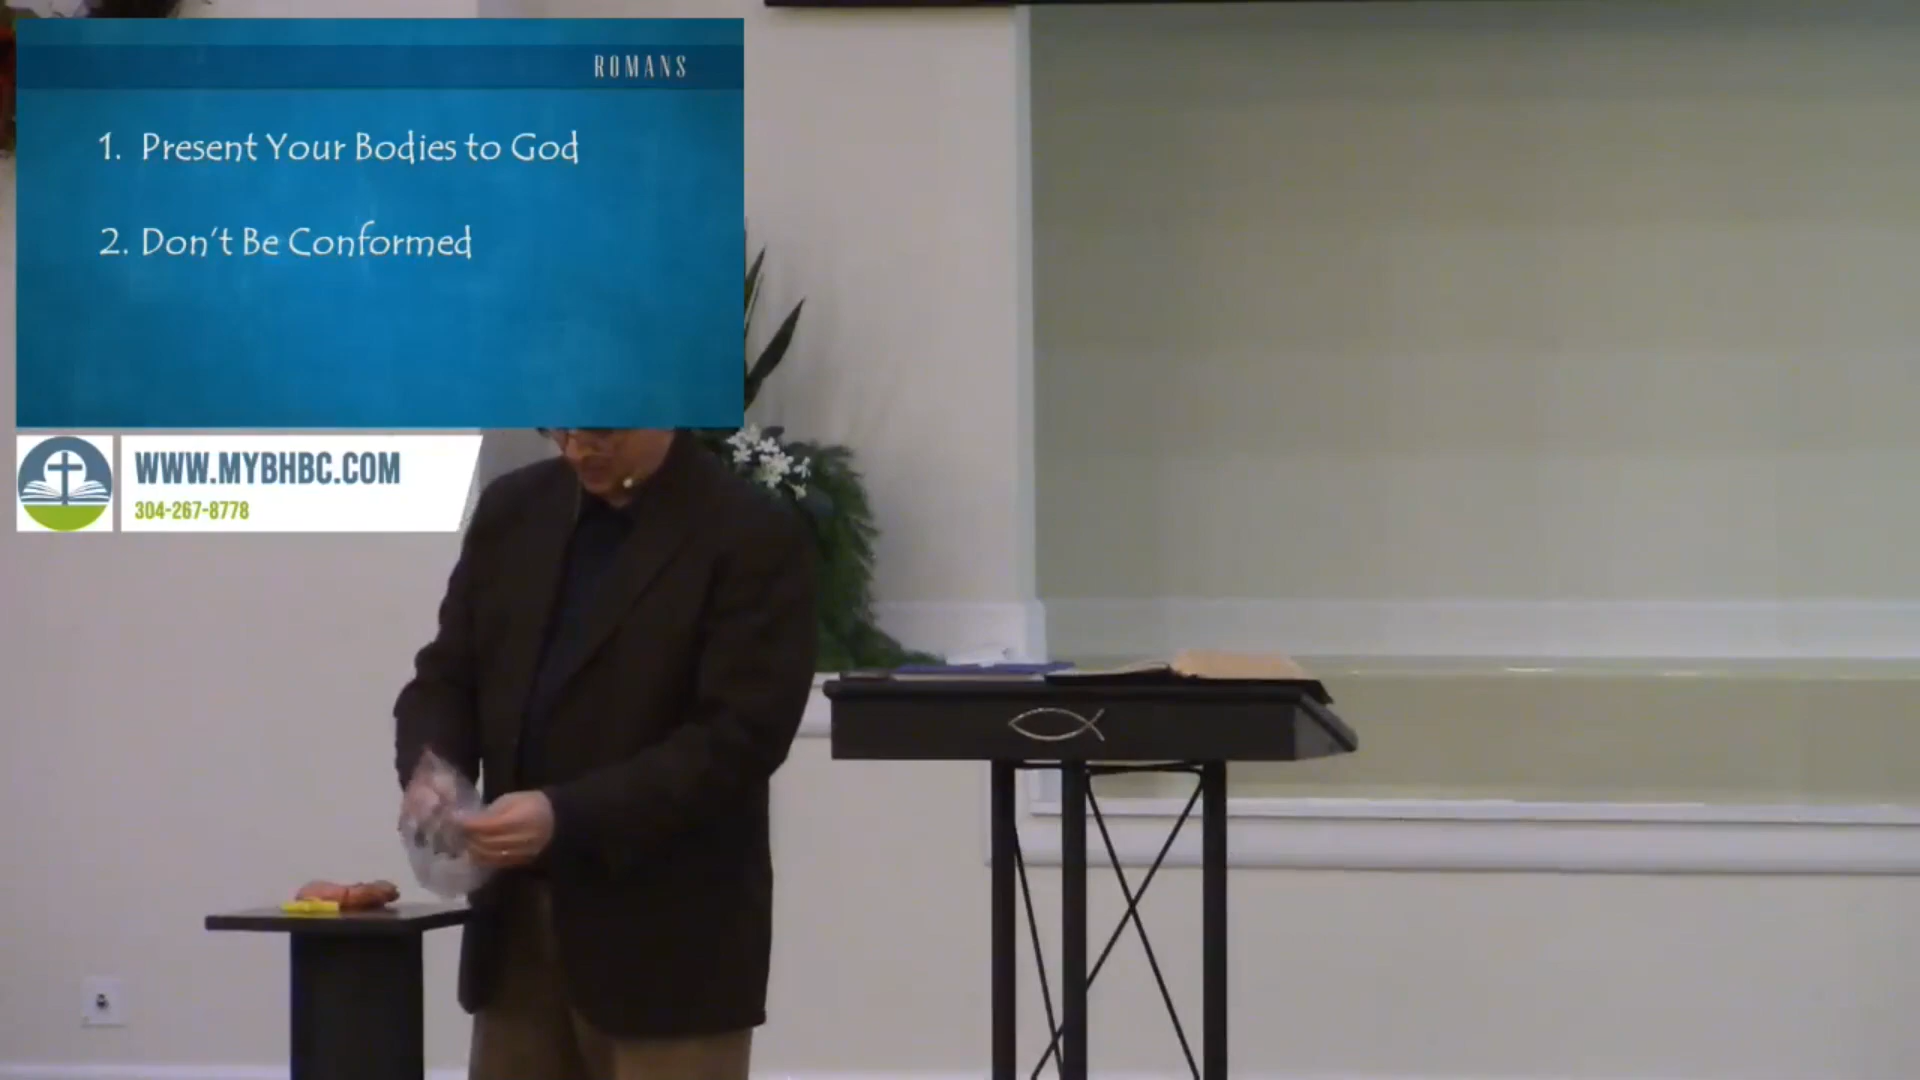 ROMANS
1. Present Your Bodies to God
2. Don't Be Conformed
WWW.MYBHBC.COM
304-267-8778